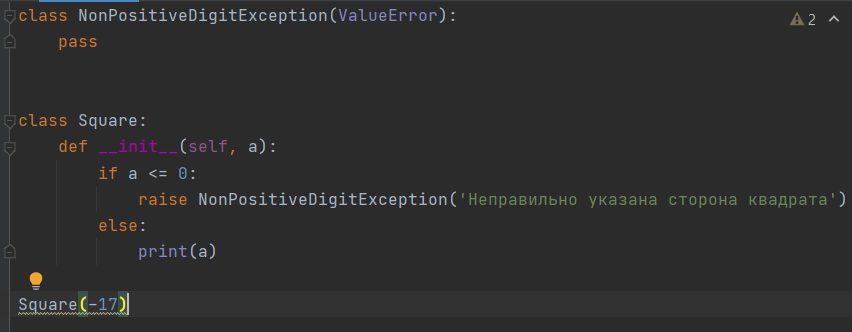 class NonPositiveDigitException(ValueError):
    pass
class Square:
    def __init__(self, a):
        if a <= 0:
            raise NonPositiveDigitException('Неправильно указана сторона квадрата')
        else:
            print(a)
Square(-17)
2